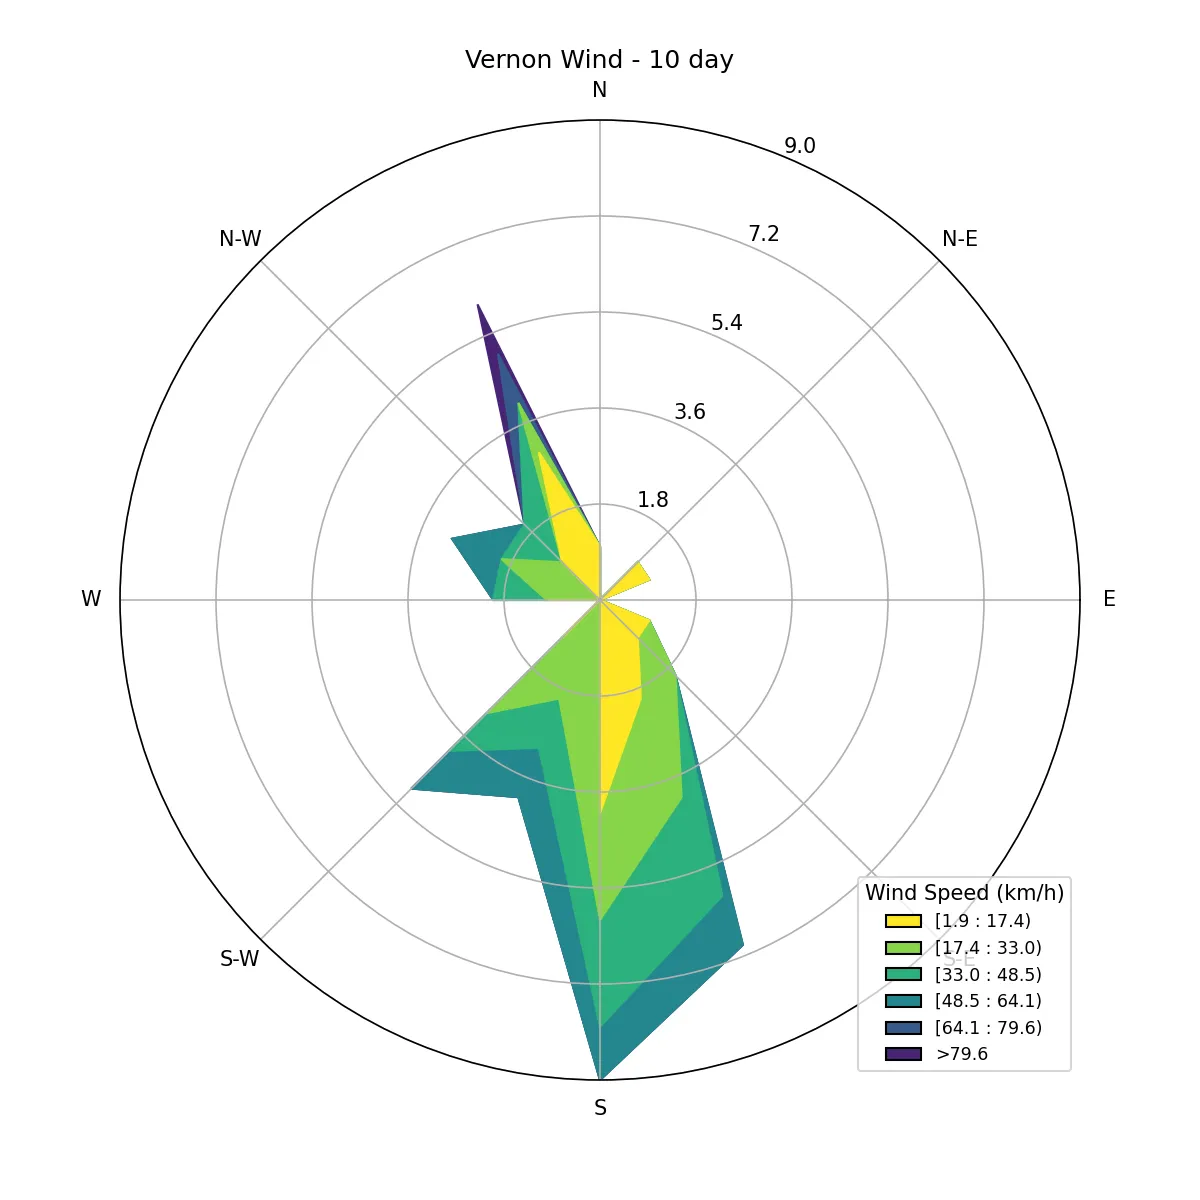 Vernon Wind - 10 day
N
9.0
N-W
7.2
N-E
5.4
3.6
1.8
W
E
S-W
S-E
S
Wind Speed (km/h)
[1.9 : 17.4)
[17.4 : 33.0)
[33.0 : 48.5)
[48.5 : 64.1)
[64.1 : 79.6)
>79.6